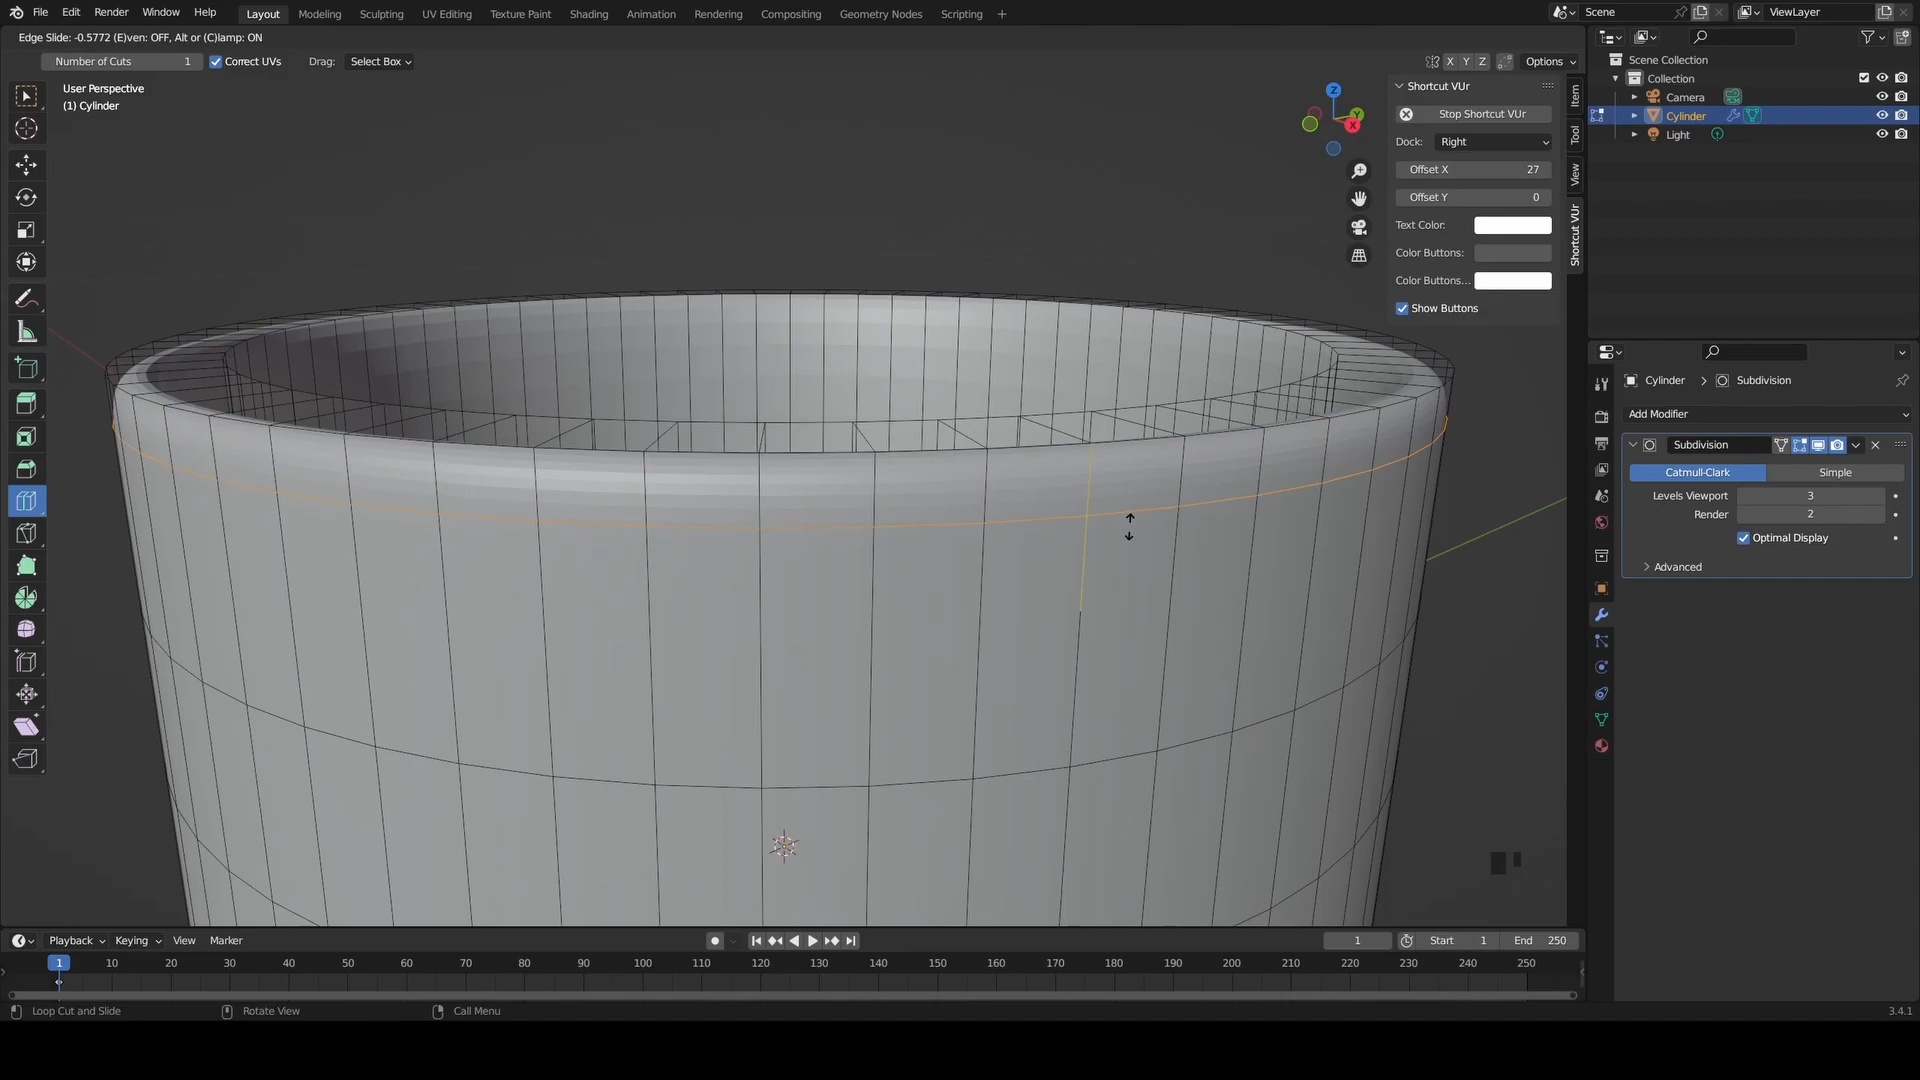 File Edit Render Window Help Layout Modeling Sculpting UV Editing Texture Paint Shading Animation Rendering Compositing Geometry Nodes Scripting + Scene ViewLayer
Edge Slide: -0.5772 (E)ven: OFF, Alt or (C)lamp: ON
Number of Cuts 1 Correct UVs Drag: Select Box X Y Z Options
User Perspective
(1) Cylinder
Z
Y
X
Shortcut VUr
Stop Shortcut VUr
Dock: Right
Offset X 27
Offset Y 0
Text Color:
Color Buttons:
Color Buttons...
Show Buttons
Item
Tool
View
Shortcut VUr
Scene Collection
Collection
Camera
Cylinder
Light
Cylinder > Subdivision
Add Modifier
Subdivision
Catmull-Clark Simple
Levels Viewport 3
Render 2
Optimal Display
Advanced
Playback Keying View Marker 1 Start 1 End 250
1 10 20 30 40 50 60 70 80 90 100 110 120 130 140 150 160 170 180 190 200 210 220 230 240 250
Loop Cut and Slide Rotate View Call Menu 3.4.1